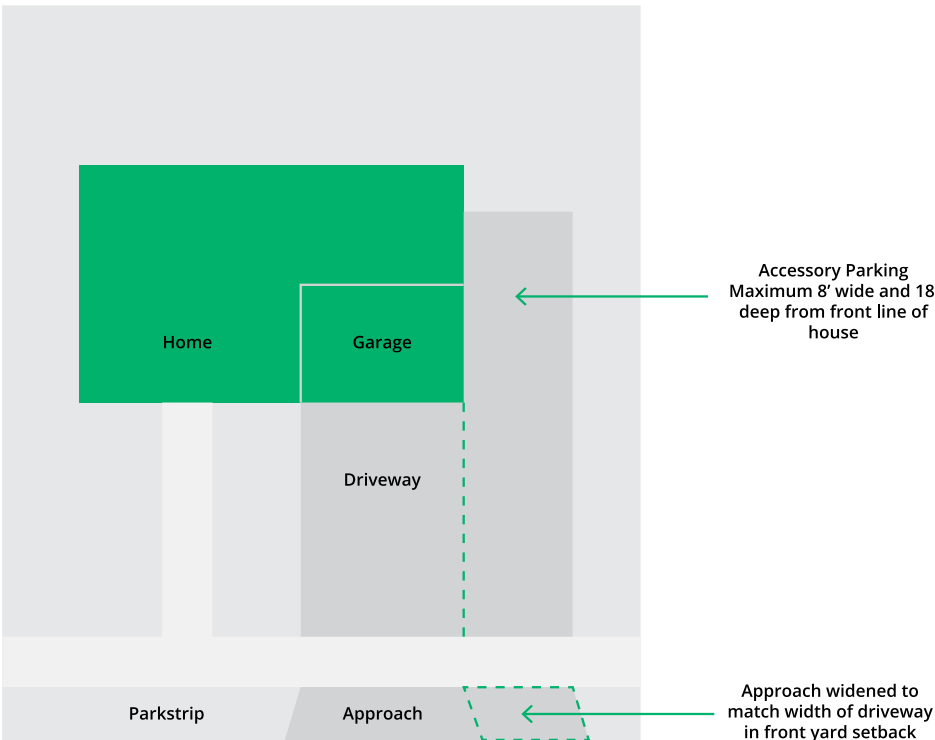 Accessory Parking
Maximum 8’ wide and 18
deep from front line of
house
Home
Garage
Driveway
Approach widened to
match width of driveway
in front yard setback
Parkstrip
Approach